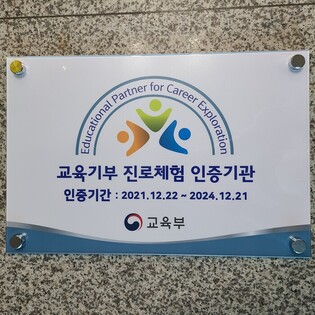 Educational Partner for Career Exploration
교육기부 진로체험 인증기관
인증기간 : 2021.12.22 ~ 2024.12.21
교육부